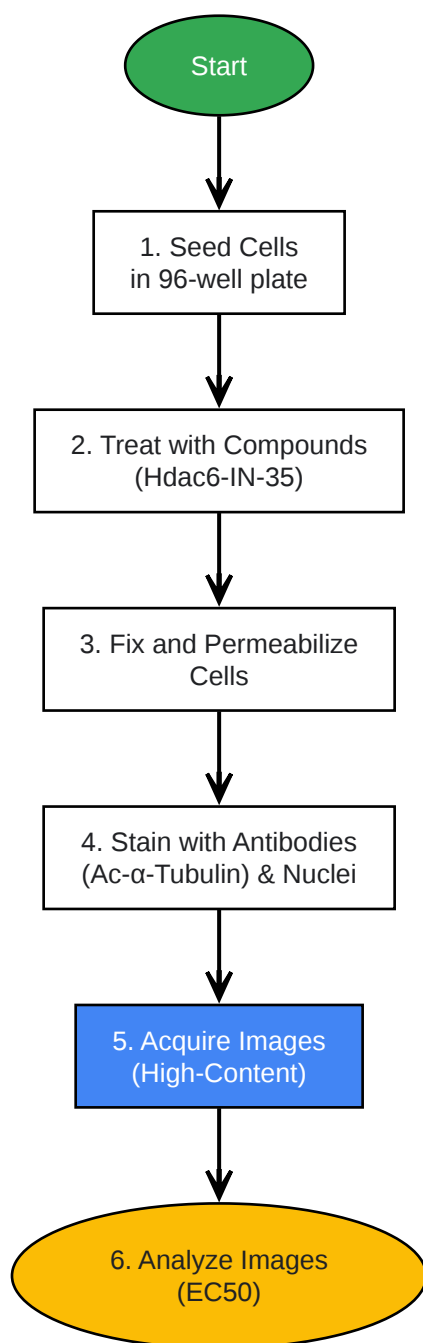 Start
1. Seed Cells
in 96-well plate
2. Treat with Compounds
(Hdac6-IN-35)
3. Fix and Permeabilize
Cells
4. Stain with Antibodies
(Ac-α-Tubulin) & Nuclei
5. Acquire Images
(High-Content)
6. Analyze Images
(EC50)